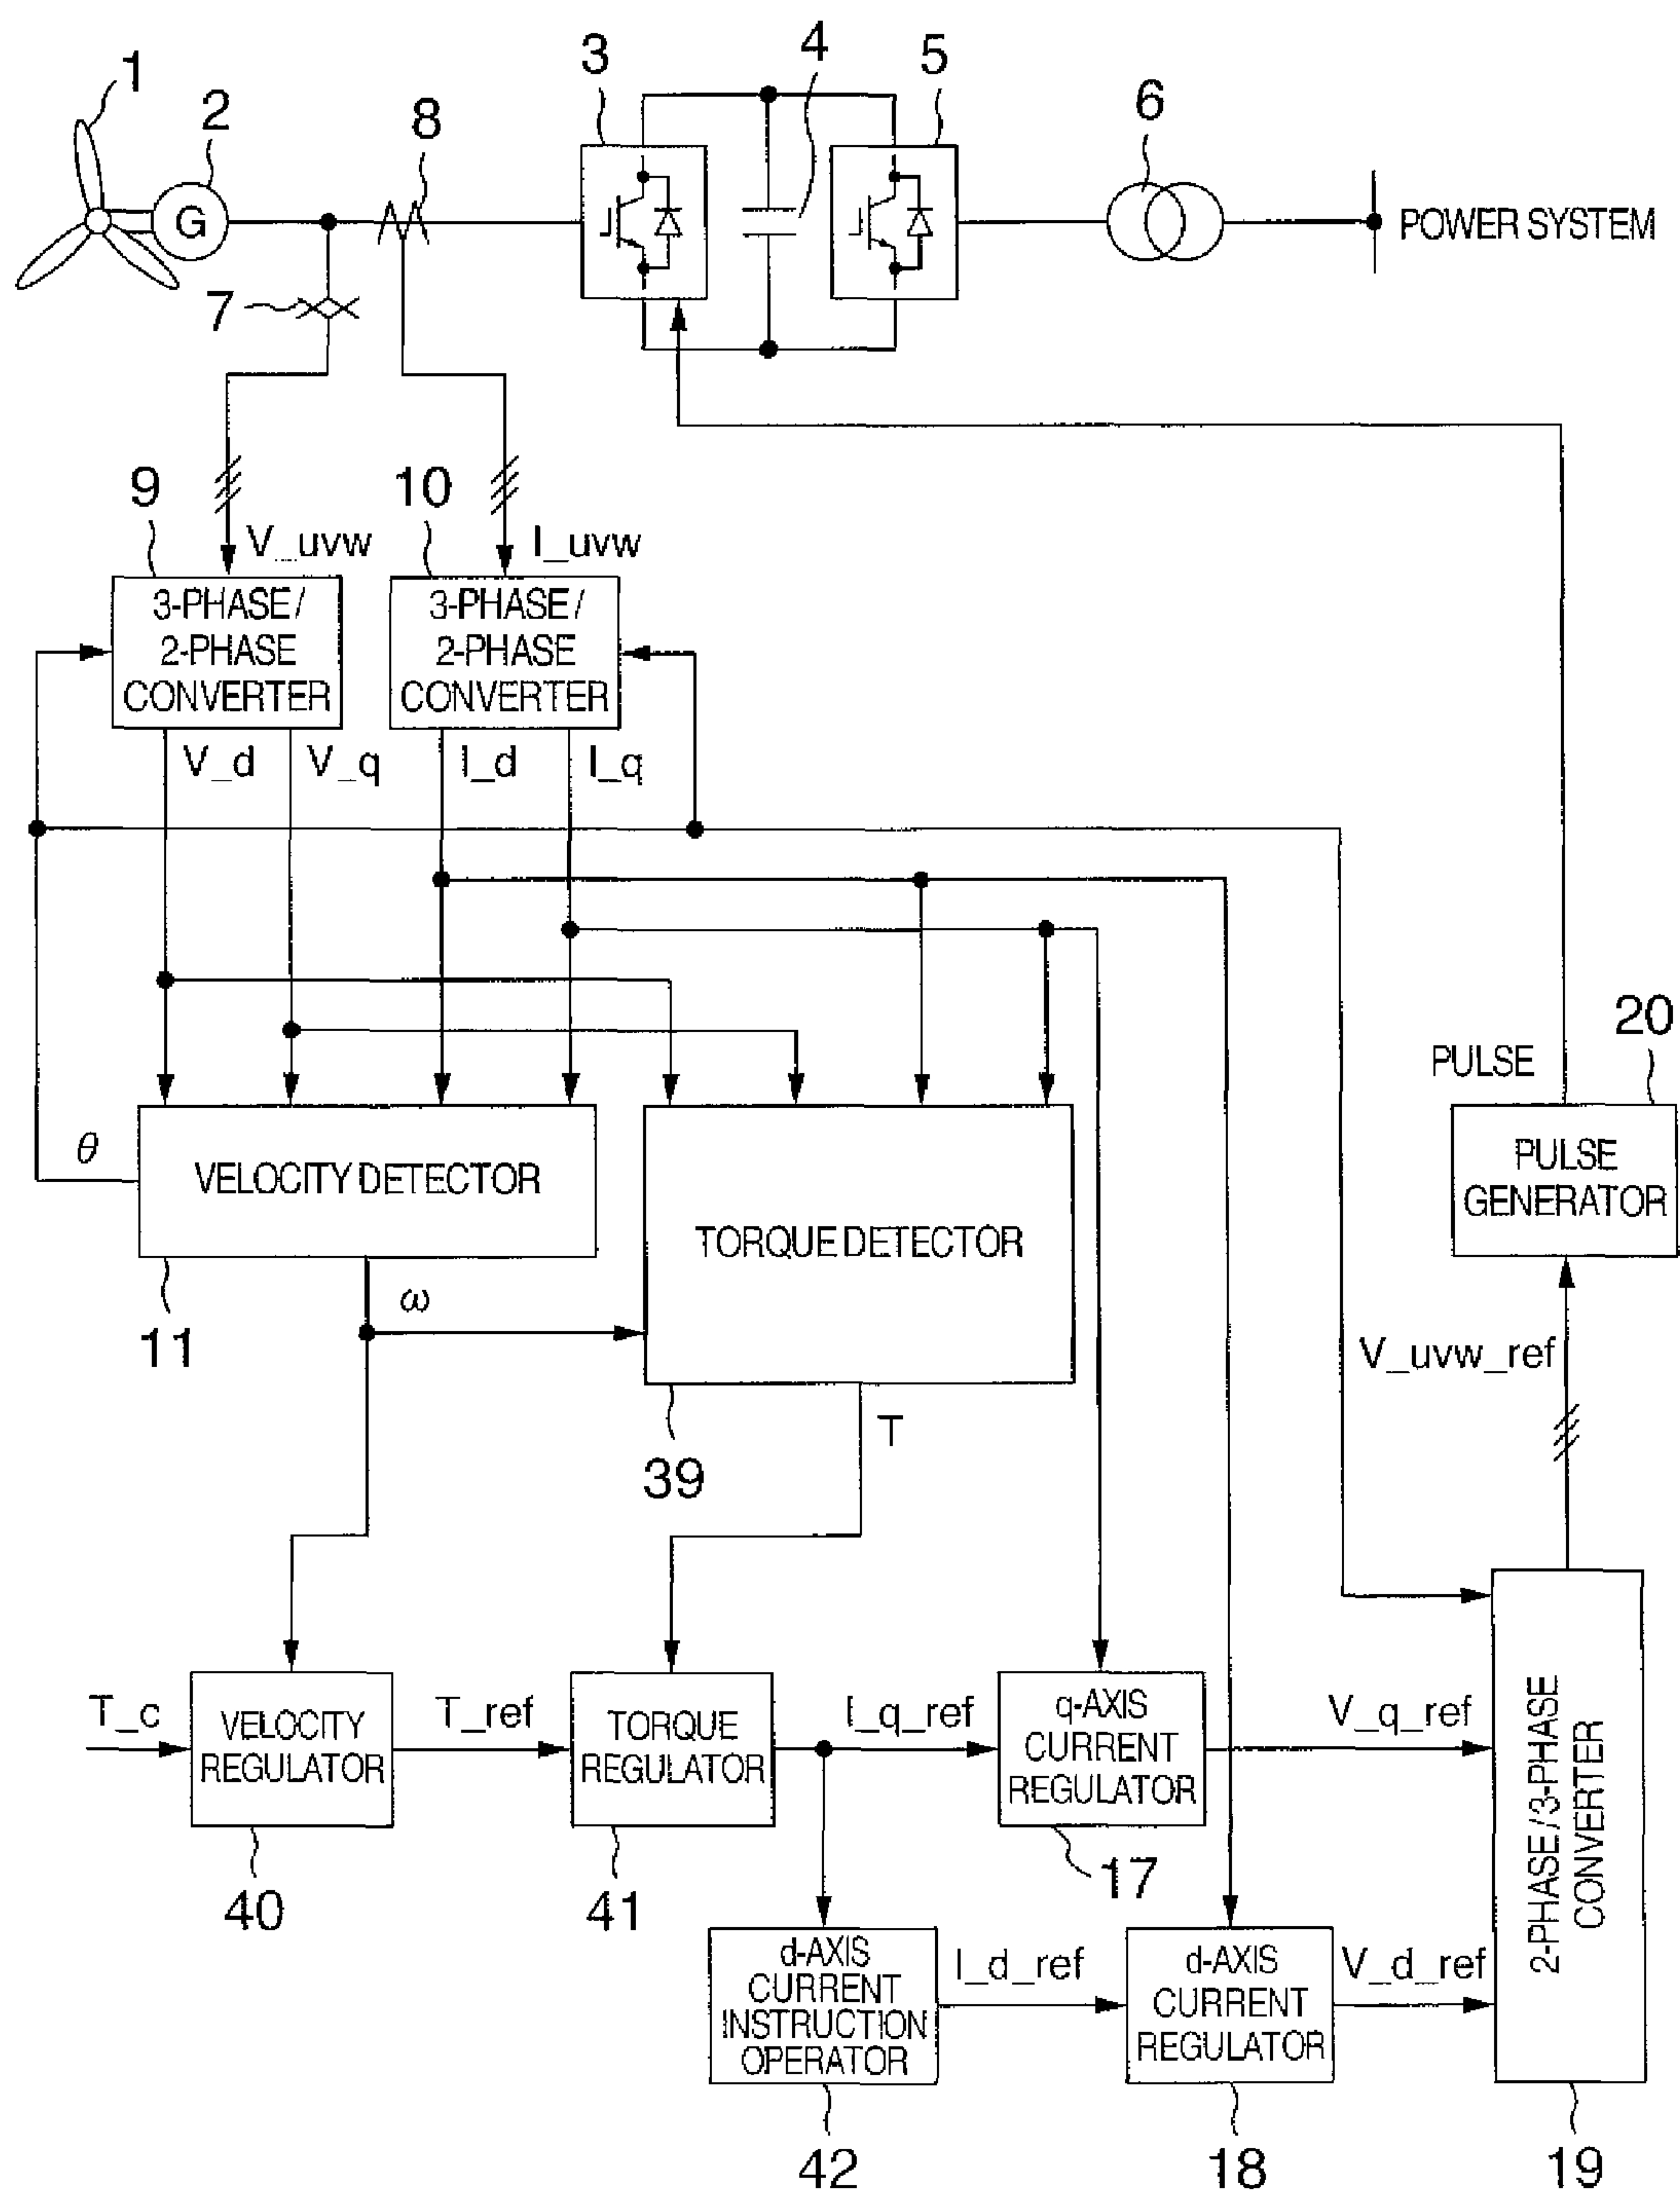 1
2
8
3
4
5
6
G
POWER SYSTEM
7
9
10
V_uvw
I_uvw
3-PHASE/
2-PHASE
CONVERTER
3-PHASE/
2-PHASE
CONVERTER
V_d
V_q
I_d
I_q
20
PULSE
PULSE
GENERATOR
θ
VELOCITY DETECTOR
TORQUE DETECTOR
11
ω
V_uvw_ref
39
T
T_c
VELOCITY
REGULATOR
T_ref
TORQUE
REGULATOR
I_q_ref
q-AXIS
CURRENT
REGULATOR
V_q_ref
2-PHASE/3-PHASE
CONVERTER
40
41
17
d-AXIS
CURRENT
INSTRUCTION
OPERATOR
I_d_ref
d-AXIS
CURRENT
REGULATOR
V_d_ref
42
18
19